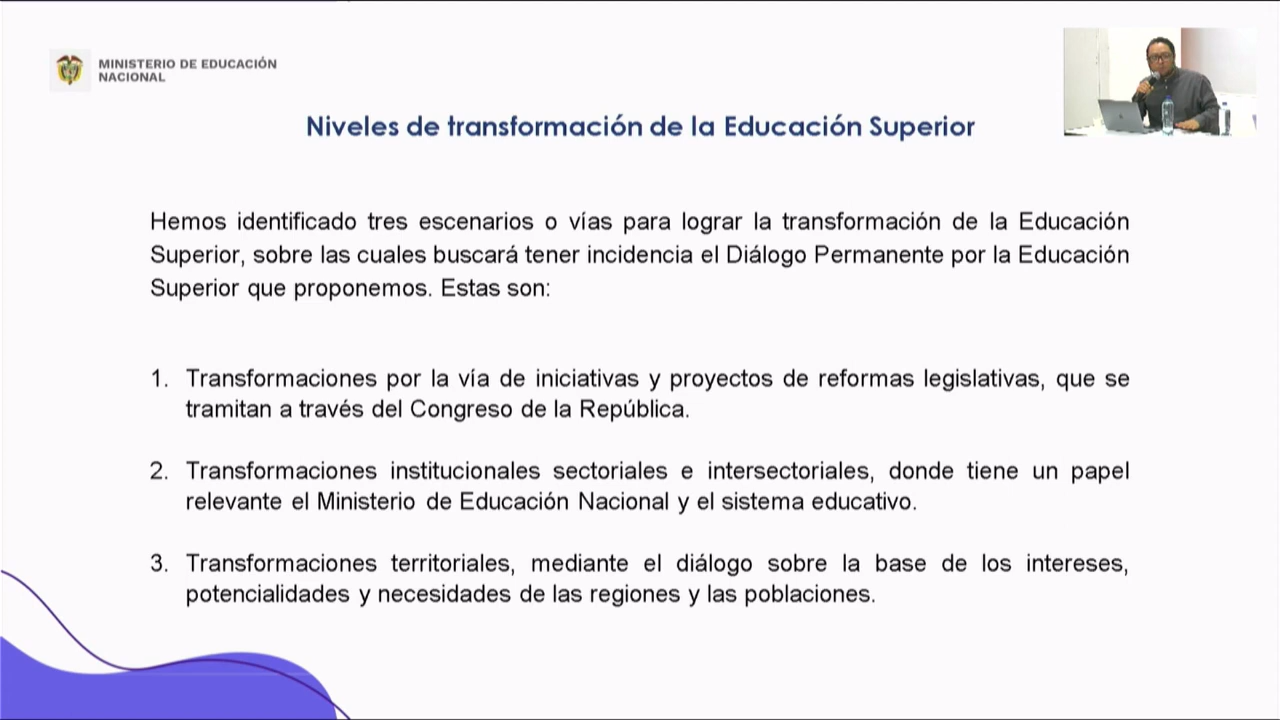 MINISTERIO DE EDUCACIÓN
NACIONAL
Niveles de transformación de la Educación Superior
Hemos identificado tres escenarios o vías para lograr la transformación de la Educación
Superior, sobre las cuales buscará tener incidencia el Diálogo Permanente por la Educación
Superior que proponemos. Estas son:
1. Transformaciones por la vía de iniciativas y proyectos de reformas legislativas, que se
tramitan a través del Congreso de la República.
2. Transformaciones institucionales sectoriales e intersectoriales, donde tiene un papel
relevante el Ministerio de Educación Nacional y el sistema educativo.
3. Transformaciones territoriales, mediante el diálogo sobre la base de los intereses,
potencialidades y necesidades de las regiones y las poblaciones.